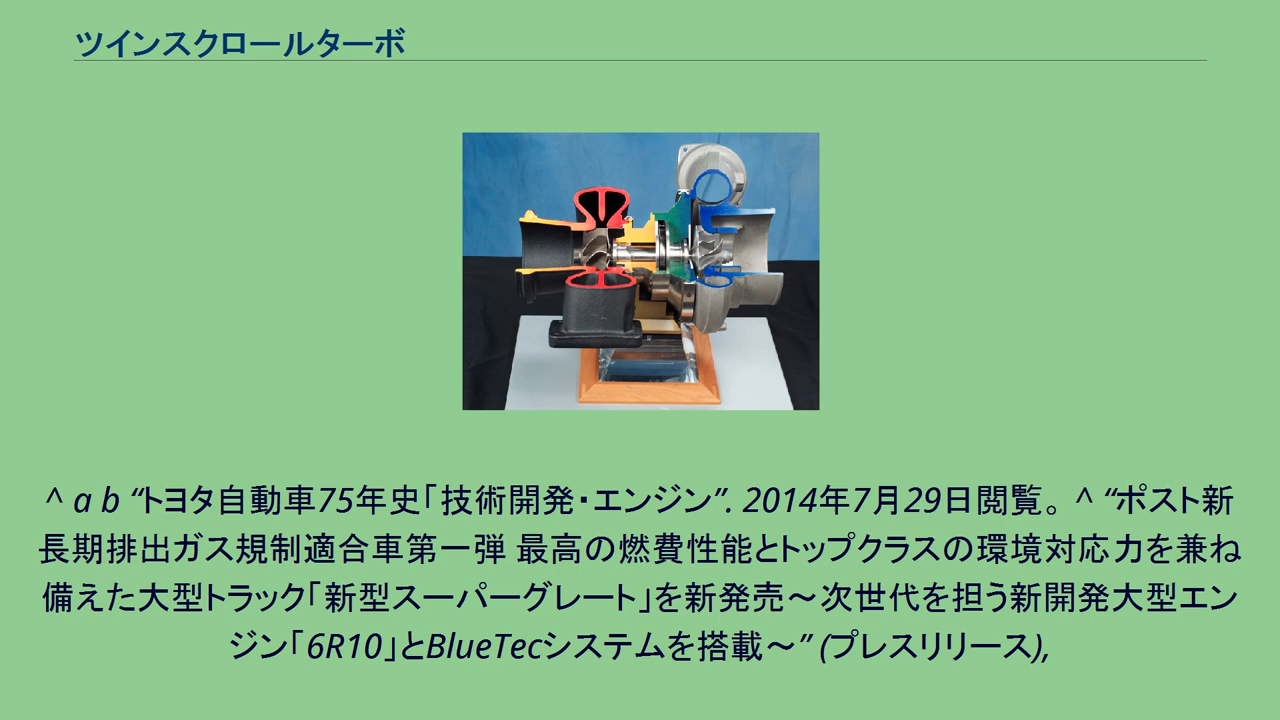 ツインスクロールターボ
^ a b “トヨタ自動車75年史「技術開発・エンジン”. 2014年7月29日閲覧。 ^ “ポスト新
長期排出ガス規制適合車第一弾 最高の燃費性能とトップクラスの環境対応力を兼ね
備えた大型トラック「新型スーパーグレート」を新発売～次世代を担う新開発大型エン
ジン「6R10」とBlueTecシステムを搭載～” (プレスリリース),